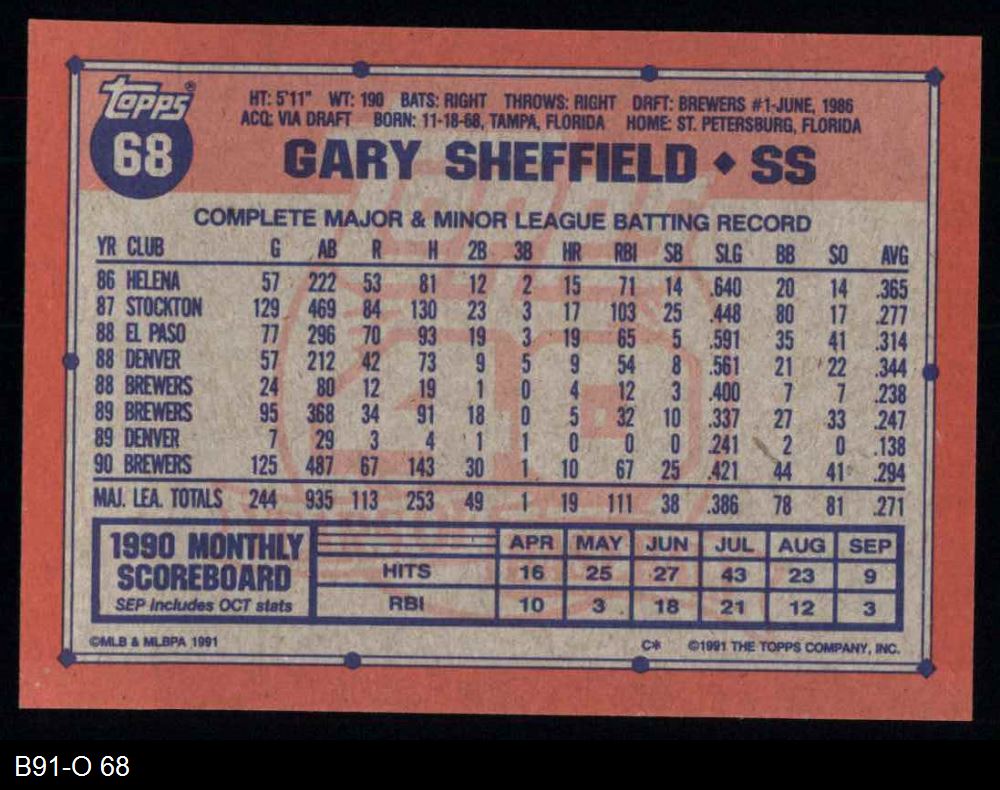 TOPPS®
68
HT: 5'11" WT: 190 BATS: RIGHT THROWS: RIGHT DRFT: BREWERS #1-JUNE, 1986
ACQ: VIA DRAFT BORN: 11-18-68, TAMPA, FLORIDA HOME: ST. PETERSBURG, FLORIDA
GARY SHEFFIELD ♦ SS
COMPLETE MAJOR & MINOR LEAGUE BATTING RECORD
YR CLUB G AB R H 2B 3B HR RBI SB SLG BB SO AVG
86 HELENA 57 222 53 81 12 2 15 71 14 .640 20 14 .365
87 STOCKTON 129 469 84 130 23 3 17 103 25 .448 80 17 .277
88 EL PASO 77 296 70 93 19 3 19 65 5 .591 35 41 .314
88 DENVER 57 212 42 73 9 5 9 54 8 .561 21 22 .344
88 BREWERS 24 80 12 19 1 0 4 12 3 .400 7 7 .238
89 BREWERS 95 368 34 91 18 0 5 32 10 .337 27 33 .247
89 DENVER 7 29 3 4 1 1 0 0 0 .241 2 0 .138
90 BREWERS 125 487 67 143 30 1 10 67 25 .421 44 41 .294
MAJ. LEA. TOTALS 244 935 113 253 49 1 19 111 38 .386 78 81 .271
1990 MONTHLY SCOREBOARD
SEP Includes OCT stats
APR MAY JUN JUL AUG SEP
HITS 16 25 27 43 23 9
RBI 10 3 18 21 12 3
©MLB & MLBPA 1991
C* ©1991 THE TOPPS COMPANY, INC.
B91-O 68